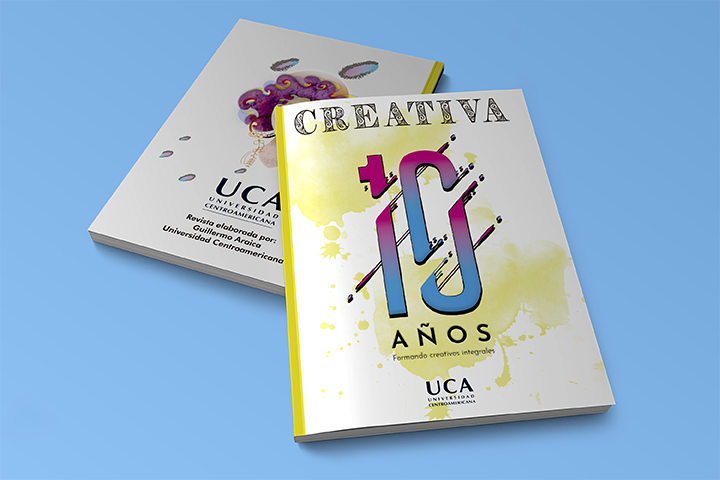 CREATIVA
10
AÑOS
Formando creativos integrales
UCA
UNIVERSIDAD
CENTROAMERICANA
UCA
UNIVERSIDAD
CENTROAMERICANA
Revista elaborada por:
Guillermo Araica
Universidad Centroamericana